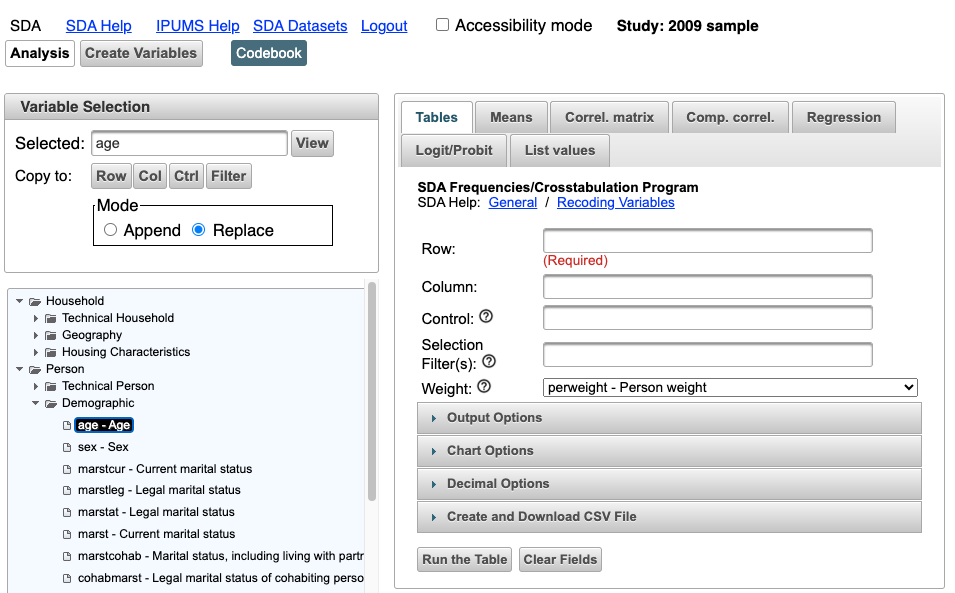 SDA SDA Help IPUMS Help SDA Datasets Logout Accessibility mode Study: 2009 sample
Analysis Create Variables Codebook
Variable Selection
Selected: age View
Copy to: Row Col Ctrl Filter
Mode
Append Replace
Household
Technical Household
Geography
Housing Characteristics
Person
Technical Person
Demographic
age - Age
sex - Sex
marstcur - Current marital status
marstleg - Legal marital status
marstat - Legal marital status
marst - Current marital status
marstcohab - Marital status, including living with partr
cohabmarst - Legal marital status of cohabiting perso
Tables Means Correl. matrix Comp. correl. Regression
Logit/Probit List values
SDA Frequencies/Crosstabulation Program
SDA Help: General / Recoding Variables
Row:
(Required)
Column:
Control: ?
Selection
Filter(s): ?
Weight: ? perweight - Person weight
Output Options
Chart Options
Decimal Options
Create and Download CSV File
Run the Table Clear Fields